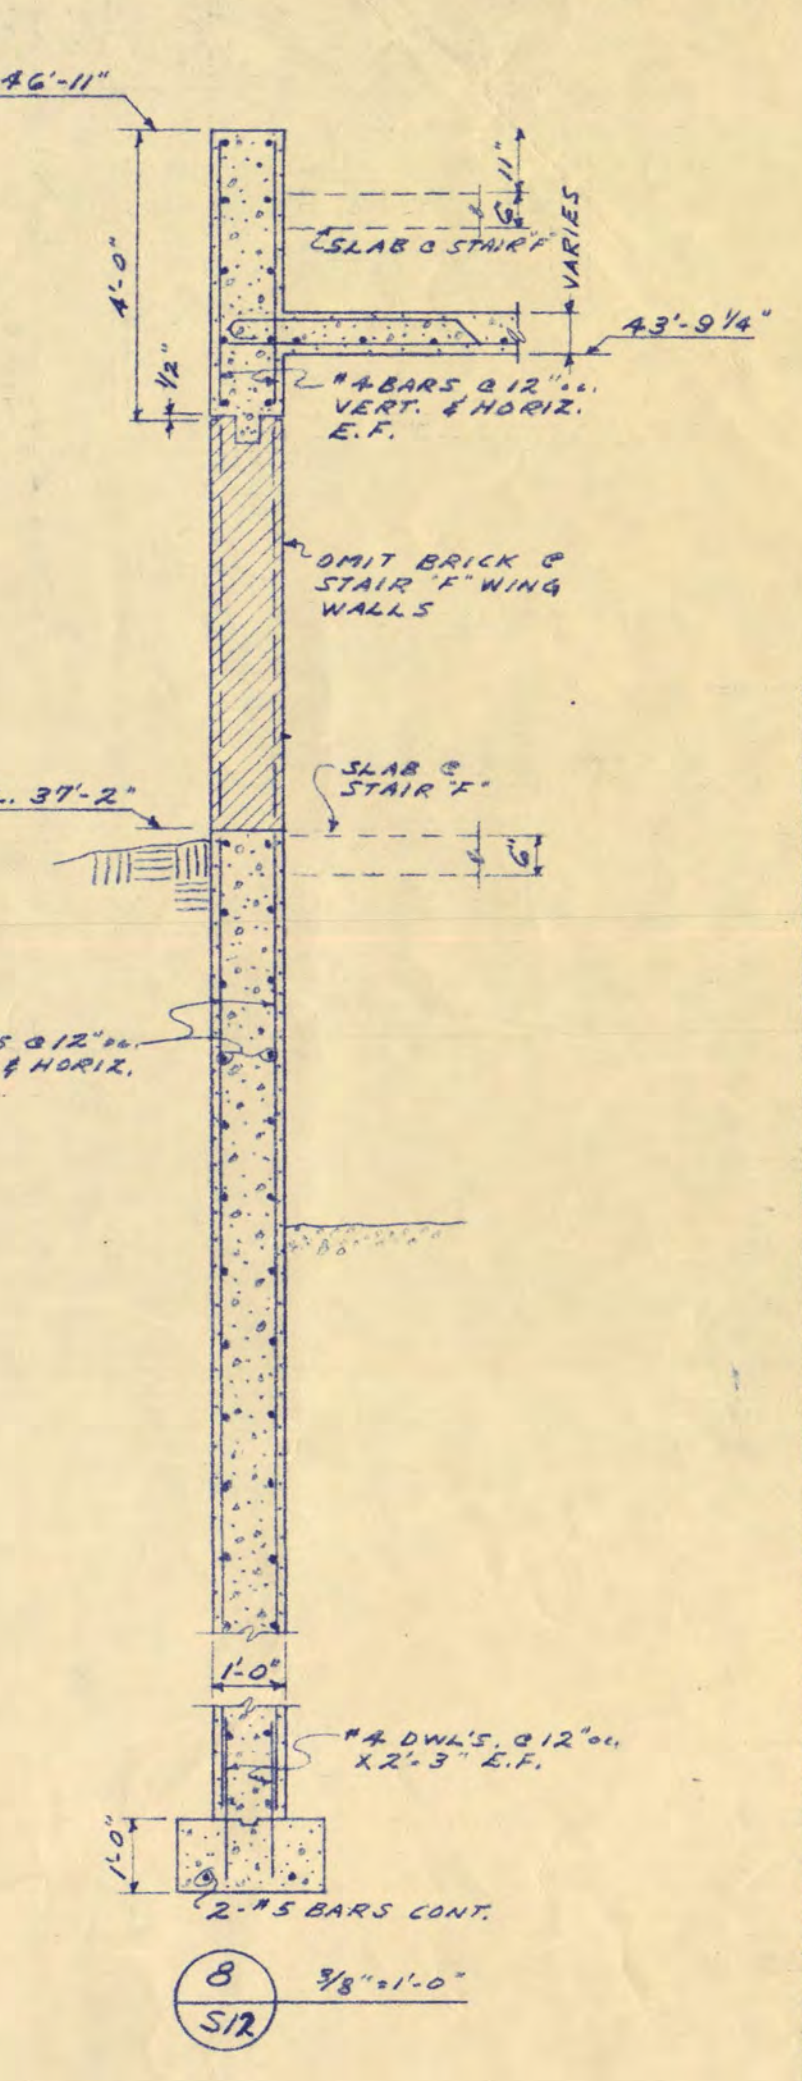 46'-11"
11"
6"
VARIES
SLAB @ STAIR "F"
4'-0"
43'-9 1/4"
1/2"
#4 BARS @ 12" o.c.
VERT. & HORIZ.
E.F.
OMIT BRICK @
STAIR "F" WING
WALLS
37'-2"
SLAB @
STAIR "F"
6"
@ 12" o.c.
& HORIZ.
1'-0"
#4 DWL'S. @ 12" o.c.
X 2'-3" E.F.
1'-0"
2-#5 BARS CONT.
8
3/8" = 1'-0"
S12